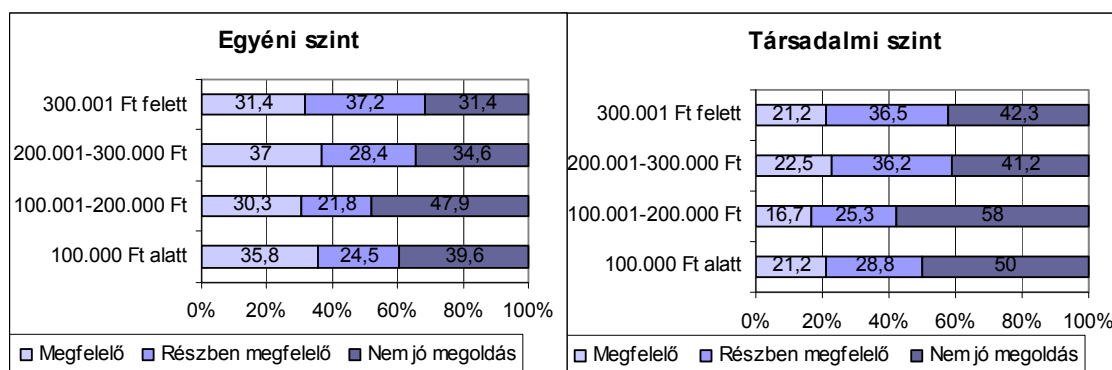 Egyéni szint
300.001 Ft felett 31,4 37,2 31,4
200.001-300.000 Ft 37 28,4 34,6
100.001-200.000 Ft 30,3 21,8 47,9
100.000 Ft alatt 35,8 24,5 39,6
0% 20% 40% 60% 80% 100%
Megfelelő Részben megfelelő Nem jó megoldás
Társadalmi szint
300.001 Ft felett 21,2 36,5 42,3
200.001-300.000 Ft 22,5 36,2 41,2
100.001-200.000 Ft 16,7 25,3 58
100.000 Ft alatt 21,2 28,8 50
0% 20% 40% 60% 80% 100%
Megfelelő Részben megfelelő Nem jó megoldás